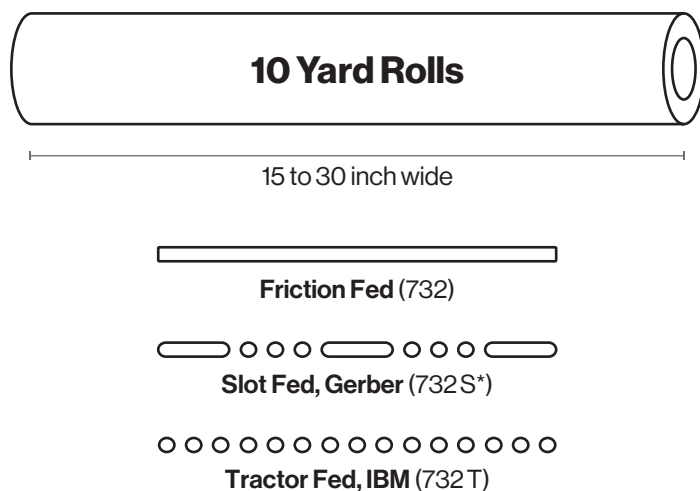 10 Yard Rolls
15 to 30 inch wide
Friction Fed (732)
Slot Fed, Gerber (732 S*)
Tractor Fed, IBM (732 T)